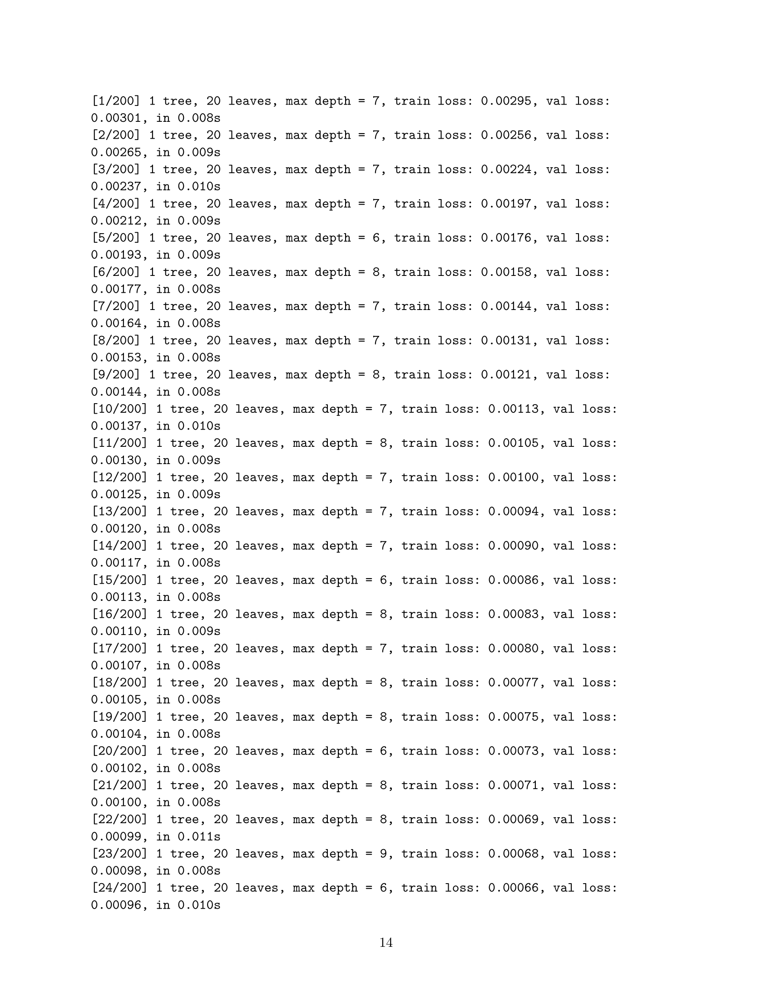 [1/200] 1 tree, 20 leaves, max depth = 7, train loss: 0.00295, val loss:
0.00301, in 0.008s
[2/200] 1 tree, 20 leaves, max depth = 7, train loss: 0.00256, val loss:
0.00265, in 0.009s
[3/200] 1 tree, 20 leaves, max depth = 7, train loss: 0.00224, val loss:
0.00237, in 0.010s
[4/200] 1 tree, 20 leaves, max depth = 7, train loss: 0.00197, val loss:
0.00212, in 0.009s
[5/200] 1 tree, 20 leaves, max depth = 6, train loss: 0.00176, val loss:
0.00193, in 0.009s
[6/200] 1 tree, 20 leaves, max depth = 8, train loss: 0.00158, val loss:
0.00177, in 0.008s
[7/200] 1 tree, 20 leaves, max depth = 7, train loss: 0.00144, val loss:
0.00164, in 0.008s
[8/200] 1 tree, 20 leaves, max depth = 7, train loss: 0.00131, val loss:
0.00153, in 0.008s
[9/200] 1 tree, 20 leaves, max depth = 8, train loss: 0.00121, val loss:
0.00144, in 0.008s
[10/200] 1 tree, 20 leaves, max depth = 7, train loss: 0.00113, val loss:
0.00137, in 0.010s
[11/200] 1 tree, 20 leaves, max depth = 8, train loss: 0.00105, val loss:
0.00130, in 0.009s
[12/200] 1 tree, 20 leaves, max depth = 7, train loss: 0.00100, val loss:
0.00125, in 0.009s
[13/200] 1 tree, 20 leaves, max depth = 7, train loss: 0.00094, val loss:
0.00120, in 0.008s
[14/200] 1 tree, 20 leaves, max depth = 7, train loss: 0.00090, val loss:
0.00117, in 0.008s
[15/200] 1 tree, 20 leaves, max depth = 6, train loss: 0.00086, val loss:
0.00113, in 0.008s
[16/200] 1 tree, 20 leaves, max depth = 8, train loss: 0.00083, val loss:
0.00110, in 0.009s
[17/200] 1 tree, 20 leaves, max depth = 7, train loss: 0.00080, val loss:
0.00107, in 0.008s
[18/200] 1 tree, 20 leaves, max depth = 8, train loss: 0.00077, val loss:
0.00105, in 0.008s
[19/200] 1 tree, 20 leaves, max depth = 8, train loss: 0.00075, val loss:
0.00104, in 0.008s
[20/200] 1 tree, 20 leaves, max depth = 6, train loss: 0.00073, val loss:
0.00102, in 0.008s
[21/200] 1 tree, 20 leaves, max depth = 8, train loss: 0.00071, val loss:
0.00100, in 0.008s
[22/200] 1 tree, 20 leaves, max depth = 8, train loss: 0.00069, val loss:
0.00099, in 0.011s
[23/200] 1 tree, 20 leaves, max depth = 9, train loss: 0.00068, val loss:
0.00098, in 0.008s
[24/200] 1 tree, 20 leaves, max depth = 6, train loss: 0.00066, val loss:
0.00096, in 0.010s
14